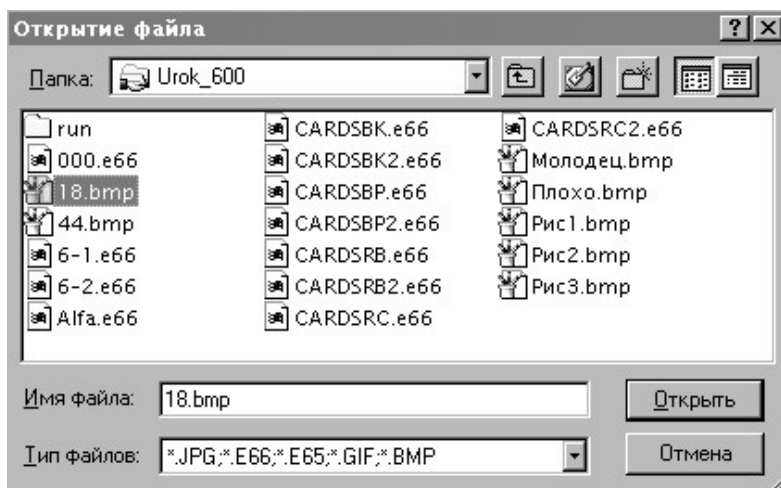 Открытие файла
Папка: Urok_600
run
000.e66
18.bmp
44.bmp
6-1.e66
6-2.e66
Alfa.e66
CARDSBK.e66
CARDSBK2.e66
CARDSBP.e66
CARDSBP2.e66
CARDSRB.e66
CARDSRB2.e66
CARDSRC.e66
CARDSRC2.e66
Молодец.bmp
Плохо.bmp
Рис1.bmp
Рис2.bmp
Рис3.bmp
Имя файла: 18.bmp
Открыть
Тип файлов: *.JPG;*.E66;*.E65;*.GIF;*.BMP
Отмена